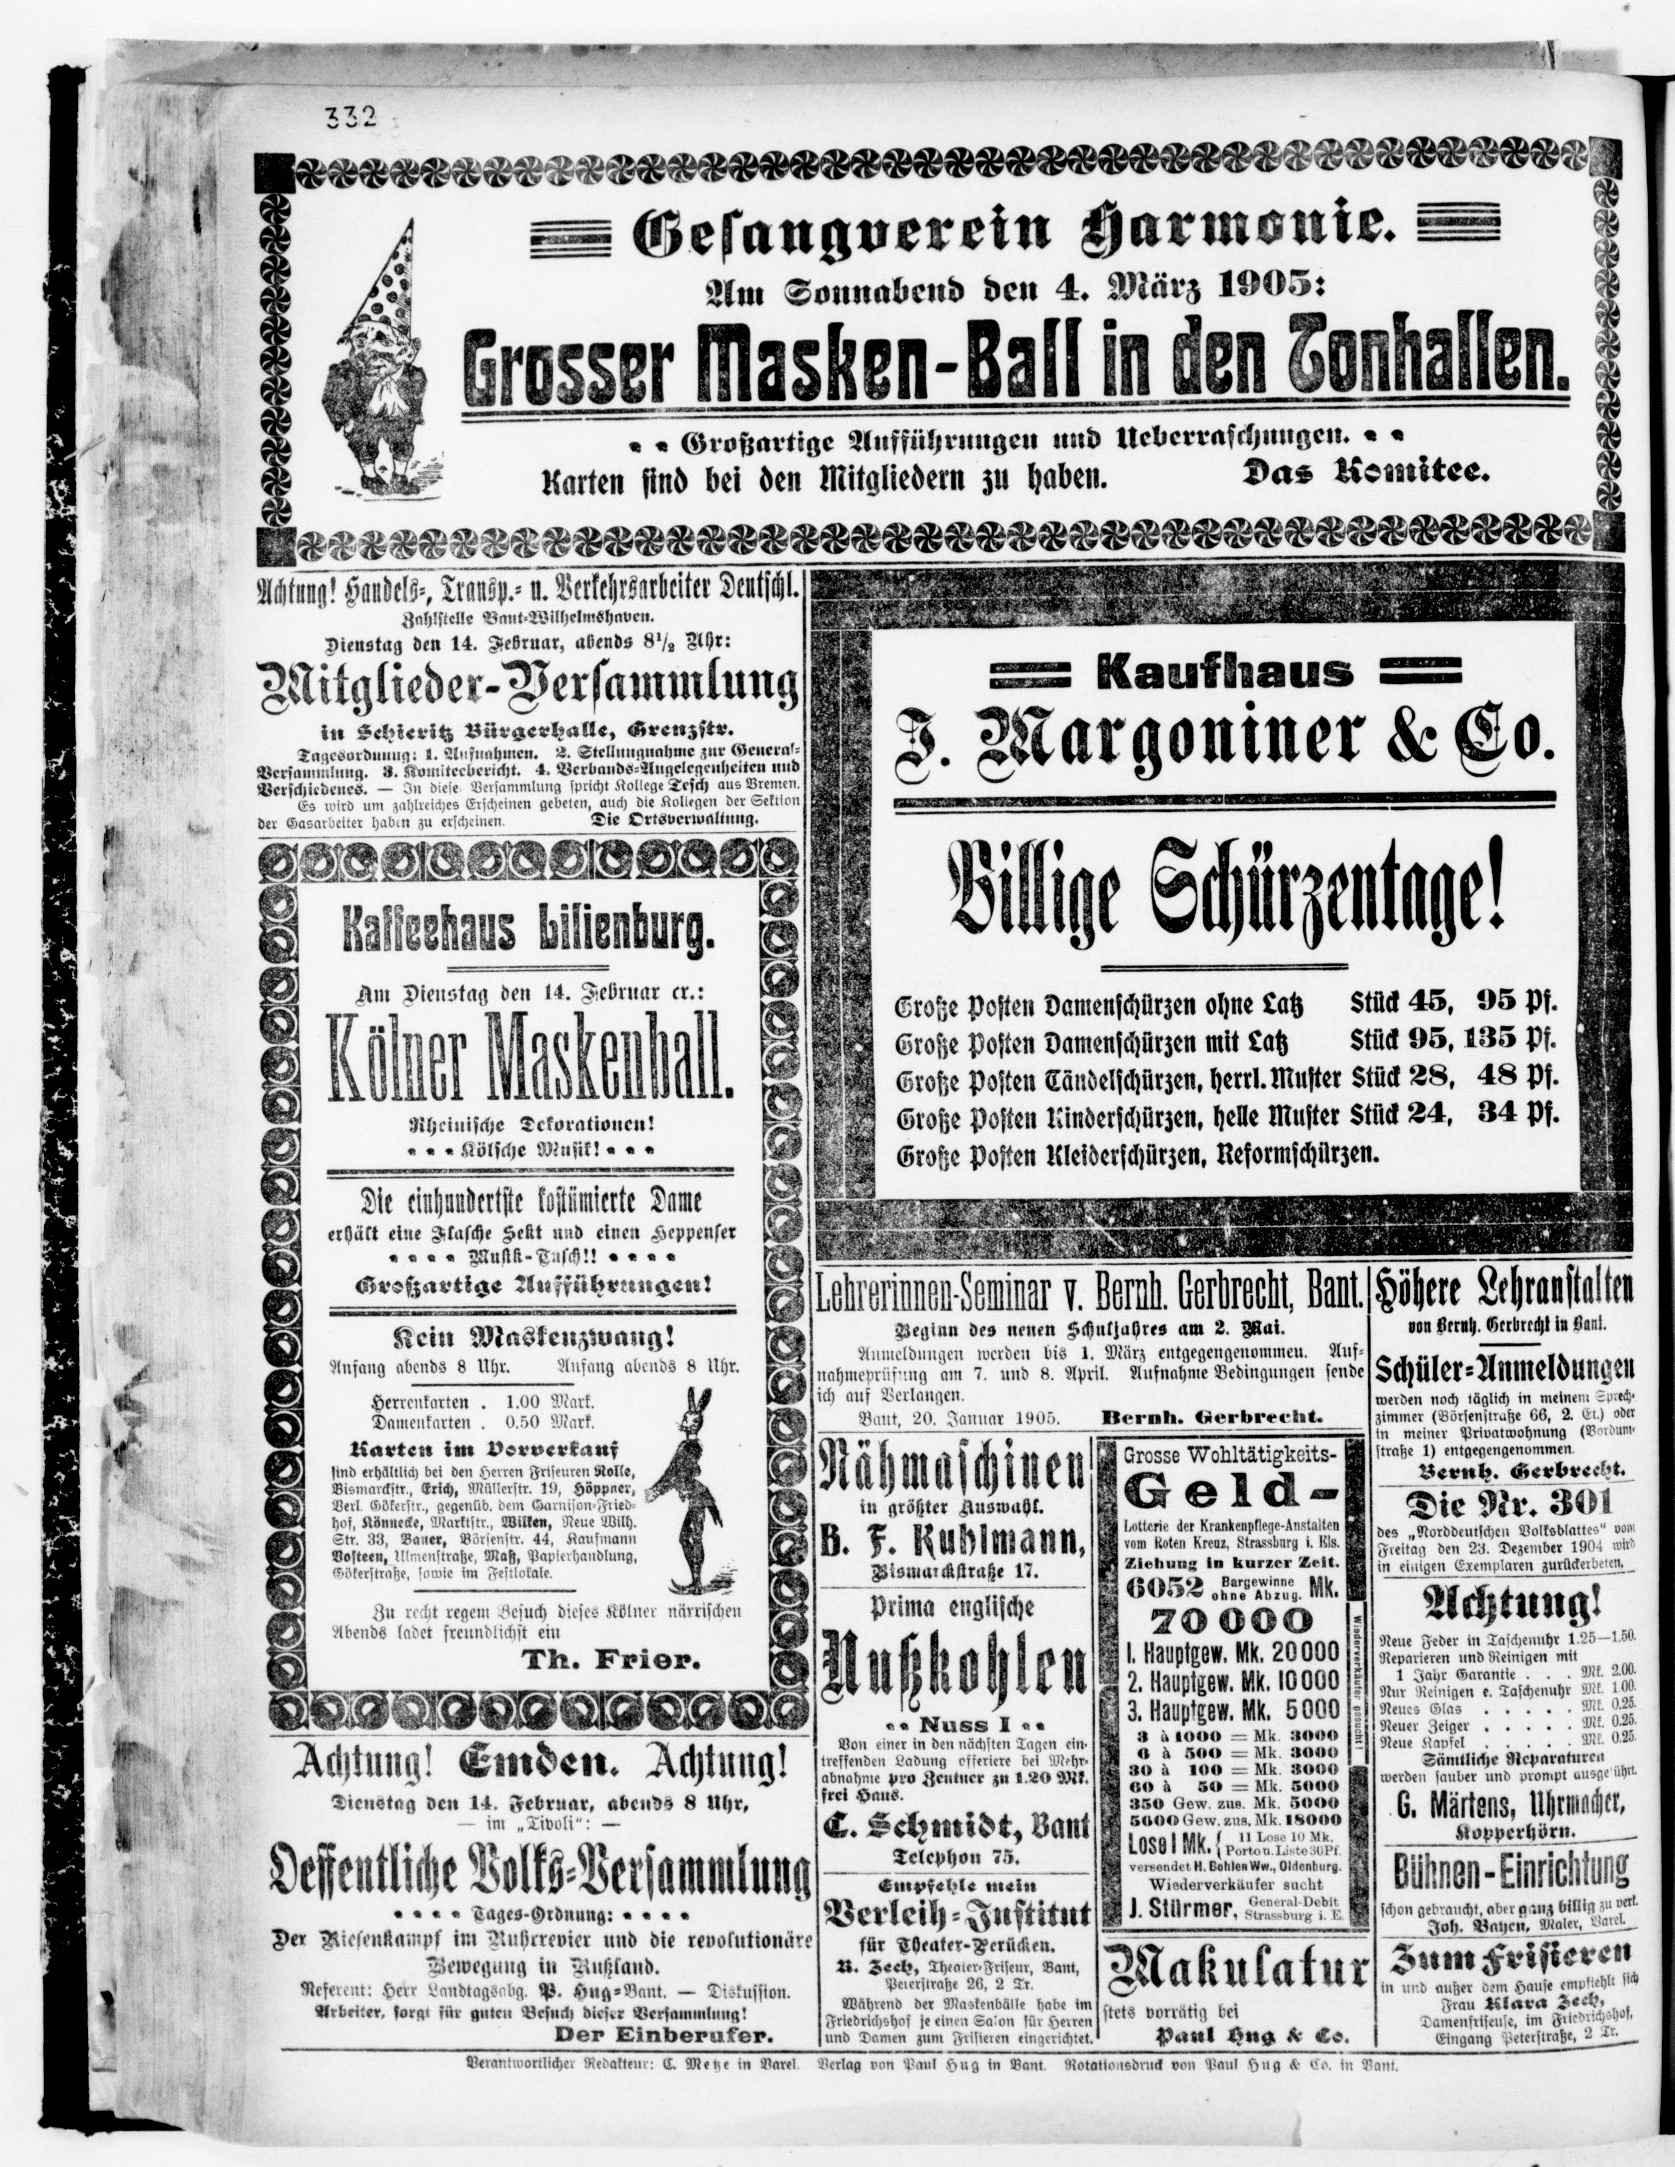 332
Gesangverein Harmonie.
Am Sonnabend den 4. März 1905:
Grosser Masken-Ball in den Tonhallen.
Großartige Aufführungen und Ueberraschungen.
Karten sind bei den Mitgliedern zu haben. Das Komitee.
Achtung! Handels-, Transp.- u. Verkehrsarbeiter Deutschl.
Zahlstelle Bant-Wilhelmshaven.
Dienstag den 14. Februar, abends 8½ Uhr:
Mitglieder-Versammlung
in Schieritz Bürgerhalle, Grenzstr.
Tagesordnung: 1. Aufnahmen. 2. Stellungnahme zur General-
Versammlung. 3. Komiteebericht. 4. Verbands-Angelegenheiten und
Verschiedenes. — In diese. Versammlung spricht Kollege Tesch aus Bremen.
Es wird um zahlreiches Erscheinen gebeten, auch die Kollegen der Sektion
der Gasarbeiter haben zu erscheinen. Die Ortsverwaltung.
Kaffeehaus Lilienburg.
Am Dienstag den 14. Februar cr.:
Kölner Maskenball.
Rheinische Dekorationen!
Kölsche Musik!
Die einhundertste kostümierte Dame
erhält eine Flasche Sekt und einen Heppenser
Musik-Tusch!!
Großartige Aufführungen!
Kein Maskenzwang!
Anfang abends 8 Uhr. Anfang abends 8 Uhr.
Herrenkarten . 1.00 Mark.
Damenkarten . 0.50 Mark.
Karten im Vorverkauf
sind erhältlich bei den Herren Friseuren Nolle,
Bismarckstr., Erich, Müllerstr. 19, Höppner,
Verl. Gökerstr., gegenüb. dem Garnison-Fried-
hof, Könnecke, Marktstr., Wilken, Neue Wilh.
Str. 33, Bauer, Börsenstr. 44, Kaufmann
Vosteen, Ulmenstraße, Maß, Papierhandlung,
Gökerstraße, sowie im Festlokale.
Zu recht regem Besuch dieses Kölner närrischen
Abends ladet freundlichst ein
Th. Frier.
Achtung! Emden. Achtung!
Dienstag den 14. Februar, abends 8 Uhr,
— im „Tivoli": —
Oeffentliche Volks-Versammlung
Tages-Ordnung:
Der Riesenkampf im Ruhrrevier und die revolutionäre
Bewegung in Rußland.
Referent: Herr Landtagsabg. P. Hug-Bant. — Diskussion.
Arbeiter, sorgt für guten Besuch dieser Versammlung!
Der Einberufer.
Kaufhaus
J. Margoniner & Co.
Billige Schürzentage!
Große Posten Damenschürzen ohne Latz Stück 45, 95 Pf.
Große Posten Damenschürzen mit Latz Stück 95, 135 Pf.
Große Posten Tändelschürzen, herrl. Muster Stück 28, 48 Pf.
Große Posten Kinderschürzen, helle Muster Stück 24, 34 Pf.
Große Posten Kleiderschürzen, Reformschürzen.
Lehrerinnen-Seminar v. Bernh. Gerbrecht, Bant.
Beginn des neuen Schuljahres am 2. Mai.
Anmeldungen werden bis 1. März entgegengenommen. Auf-
nahmeprüfung am 7. und 8. April. Aufnahme Bedingungen sende
ich auf Verlangen.
Bant, 20. Januar 1905. Bernh. Gerbrecht.
Nähmaschinen
in größter Auswahl.
B. F. Kuhlmann,
Bismarckstraße 17.
Prima englische
Nußkohlen
Nuss I
Von einer in den nächsten Tagen ein-
treffenden Ladung offeriere bei Mehr-
abnahme pro Zentner zu 1.20 Mk.
frei Haus.
C. Schmidt, Bant
Telephon 75.
Empfehle mein
Verleih-Institut
für Theater-Perücken.
R. Zech, Theater-Friseur, Bant,
Peterstraße 26, 2 Tr.
Während der Maskenbälle habe im
Friedrichshof je einen Salon für Herren
und Damen zum Frisieren eingerichtet.
Grosse Wohltätigkeits-
Geld-
Lotterie der Krankenpflege-Anstalten
vom Roten Kreuz, Strassburg i. Els.
Ziehung in kurzer Zeit.
6052 Bargewinne ohne Abzug. Mk.
70000
1. Hauptgew. Mk. 20000
2. Hauptgew. Mk. 10000
3. Hauptgew. Mk. 5000
3 à 1000 = Mk. 3000
6 à 500 = Mk. 3000
30 à 100 = Mk. 3000
60 à 50 = Mk. 5000
350 Gew. zus. Mk. 5000
5600 Gew. zus. Mk. 18000
Lose 1 Mk. { 11 Lose 10 Mk.
Porto u. Liste 30 Pf.
versendet H. Bohlen Ww., Oldenburg.
Wiederverkäufer sucht
J. Stürmer, General-Debit
Strassburg i. E.
Wiederverkäufer gesucht!
Makulatur
stets vorrätig bei
Paul Hug & Co.
Höhere Lehranstalten
von Bernh. Gerbrecht in Bant.
Schüler-Anmeldungen
werden noch täglich in meinem Sprech-
zimmer (Börsenstraße 66, 2. Et.) oder
in meiner Privatwohnung (Bordum-
straße 1) entgegengenommen.
Bernh. Gerbrecht.
Die Nr. 301
des „Norddeutschen Volksblattes" vom
Freitag den 23. Dezember 1904 wird
in einigen Exemplaren zurückerbeten.
Achtung!
Neue Feder in Taschenuhr 1.25—1.50.
Reparieren und Reinigen mit
1 Jahr Garantie . . . Mk. 2.00.
Nur Reinigen e. Taschenuhr Mk. 1.00.
Neues Glas . . . . . Mk. 0.25.
Neuer Zeiger . . . . . Mk. 0.25.
Neue Kapsel . . . . . Mk. 0.25.
Sämtliche Reparaturen
werden sauber und prompt ausgeführt.
G. Märtens, Uhrmacher,
Kopperhörn.
Bühnen-Einrichtung
schon gebraucht, aber ganz billig zu verk.
Joh. Bayen, Maler, Varel.
Zum Frisieren
in und außer dem Hause empfiehlt sich
Frau Klara Zech,
Damenfriseuse, im Friedrichshof,
Eingang Peterstraße, 2 Tr.
Verantwortlicher Redakteur: C. Metze in Varel. Verlag von Paul Hug in Bant. Rotationsdruck von Paul Hug & Co. in Bant.